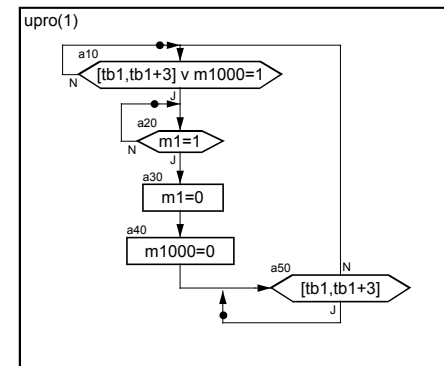 upro(1)
a10
[tb1,tb1+3] v m1000=1
N
J
a20
m1=1
N
J
a30
m1=0
a40
m1000=0
a50
N
[tb1,tb1+3]
J